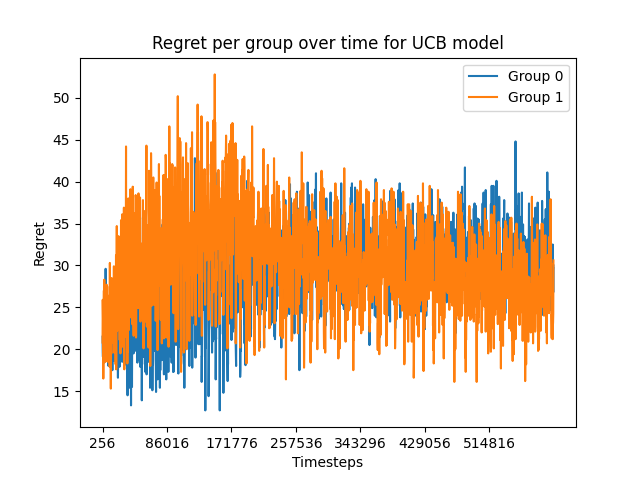 Regret per group over time for UCB model
Group 0
Group 1
50
45
40
35
30
25
20
15
Regret
256 86016 171776 257536 343296 429056 514816
Timesteps